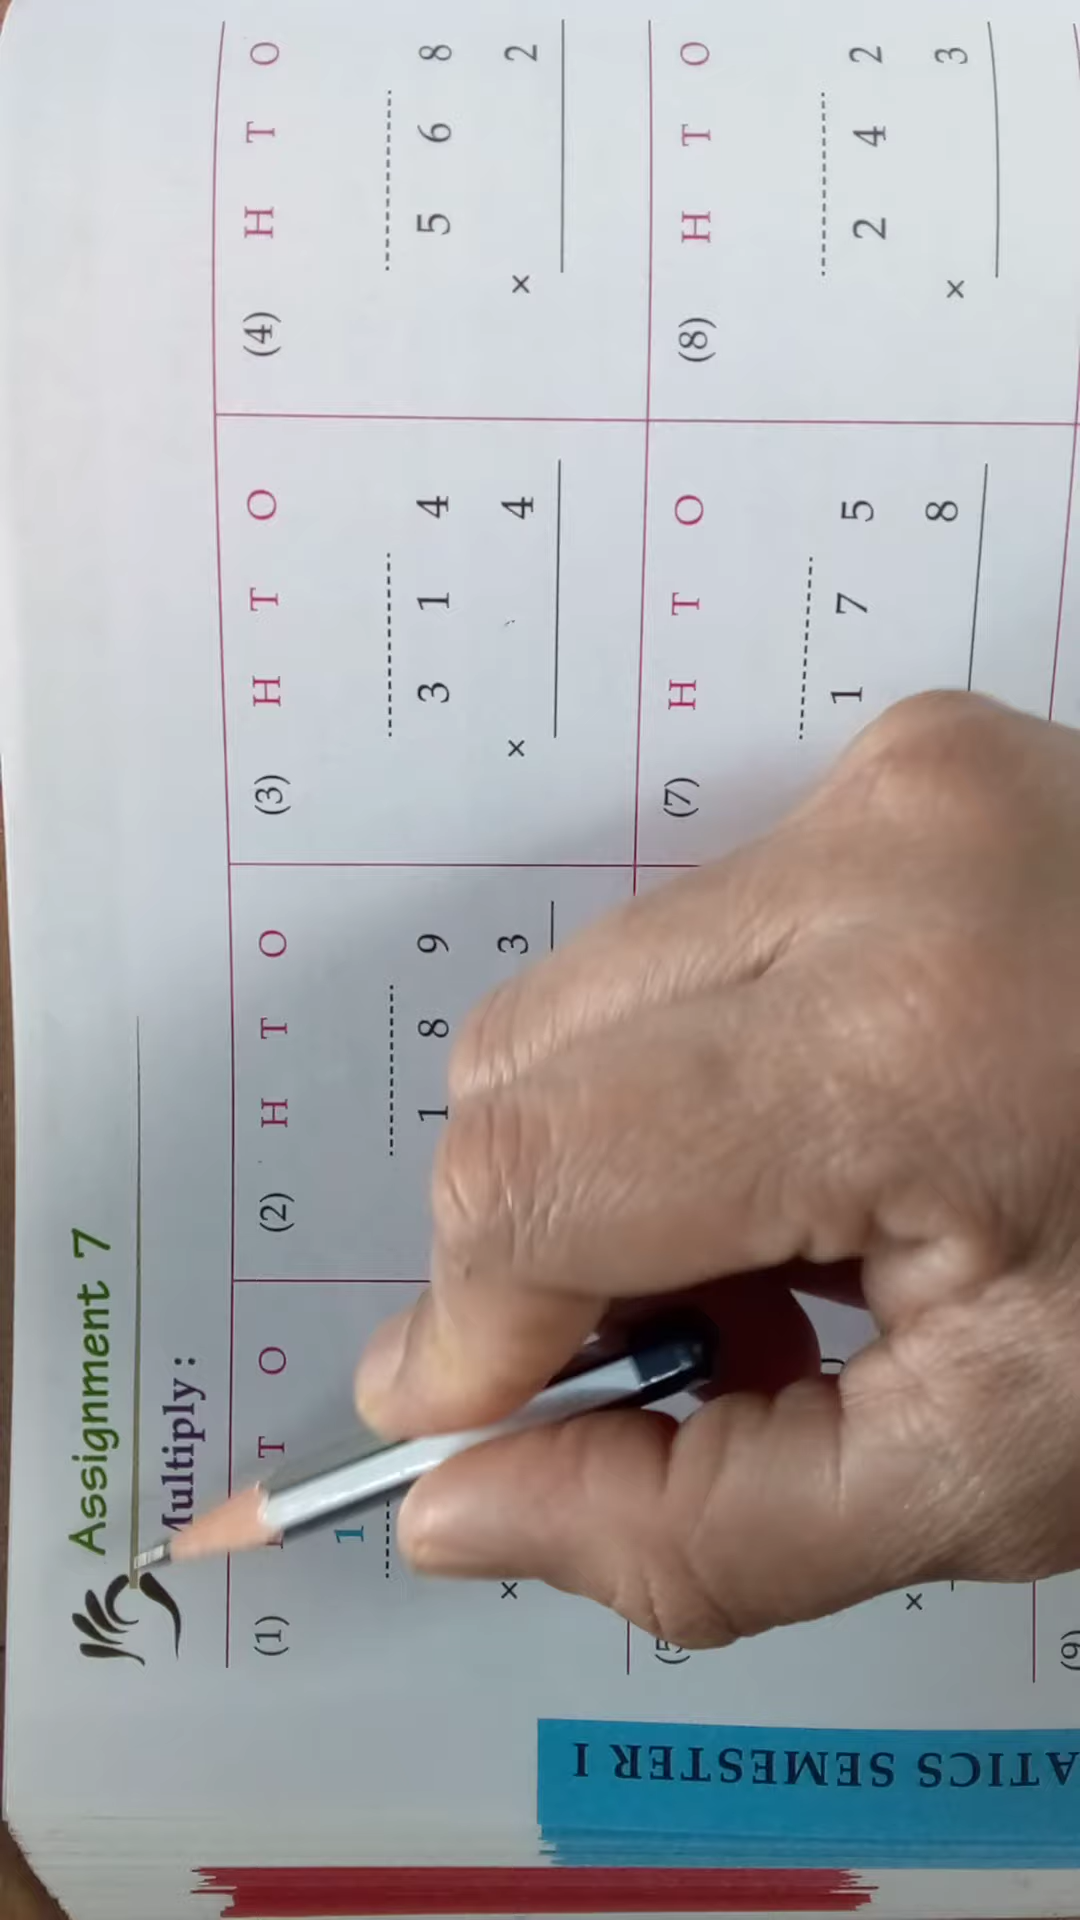 Assignment 7
Multiply :
(1) T O
1
×
(2) H T O
1 8 9
3
(3) H T O
3 1 4
× 4
(4) H T O
5 6 8
× 2
×
(7) H T O
1 7 5
8
(8) H T O
2 4 2
× 3
ATICS SEMESTER I